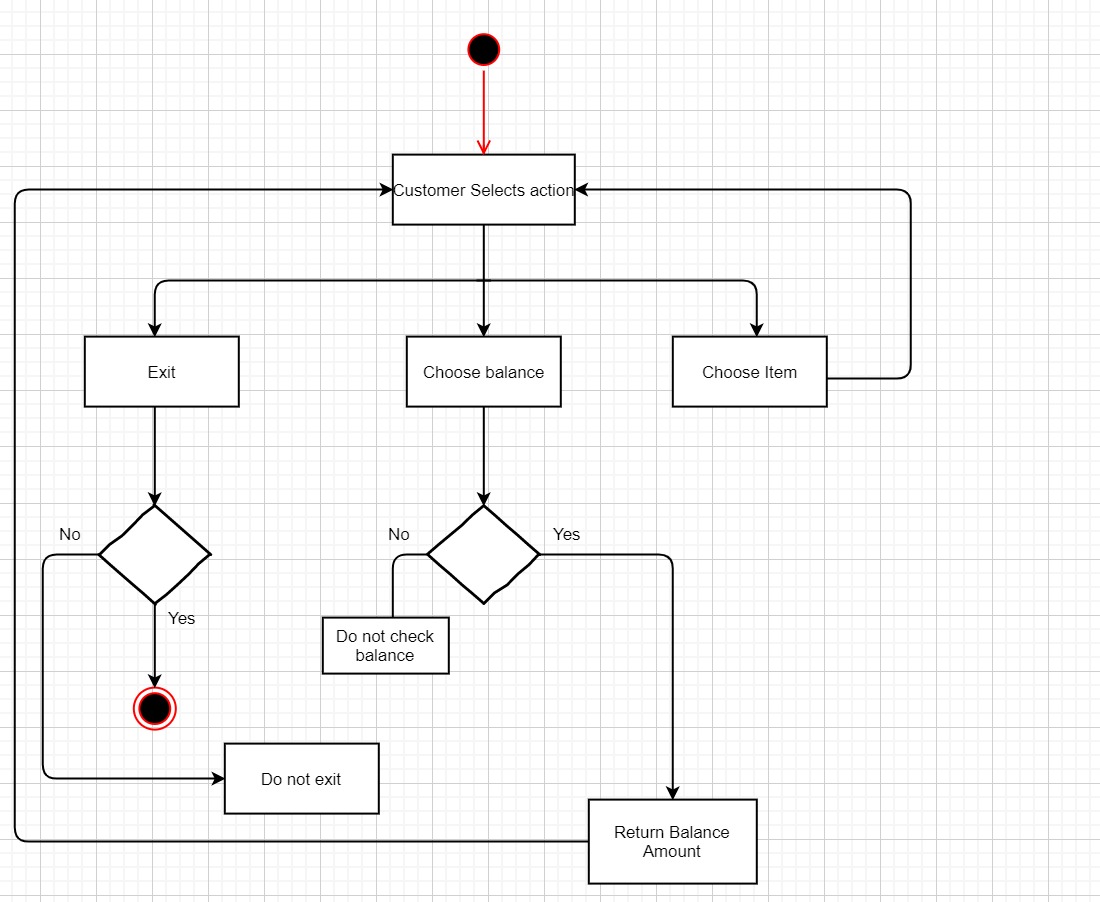 Customer Selects action
Exit
Choose balance
Choose Item
No
No
Yes
Yes
Do not check
balance
Do not exit
Return Balance
Amount